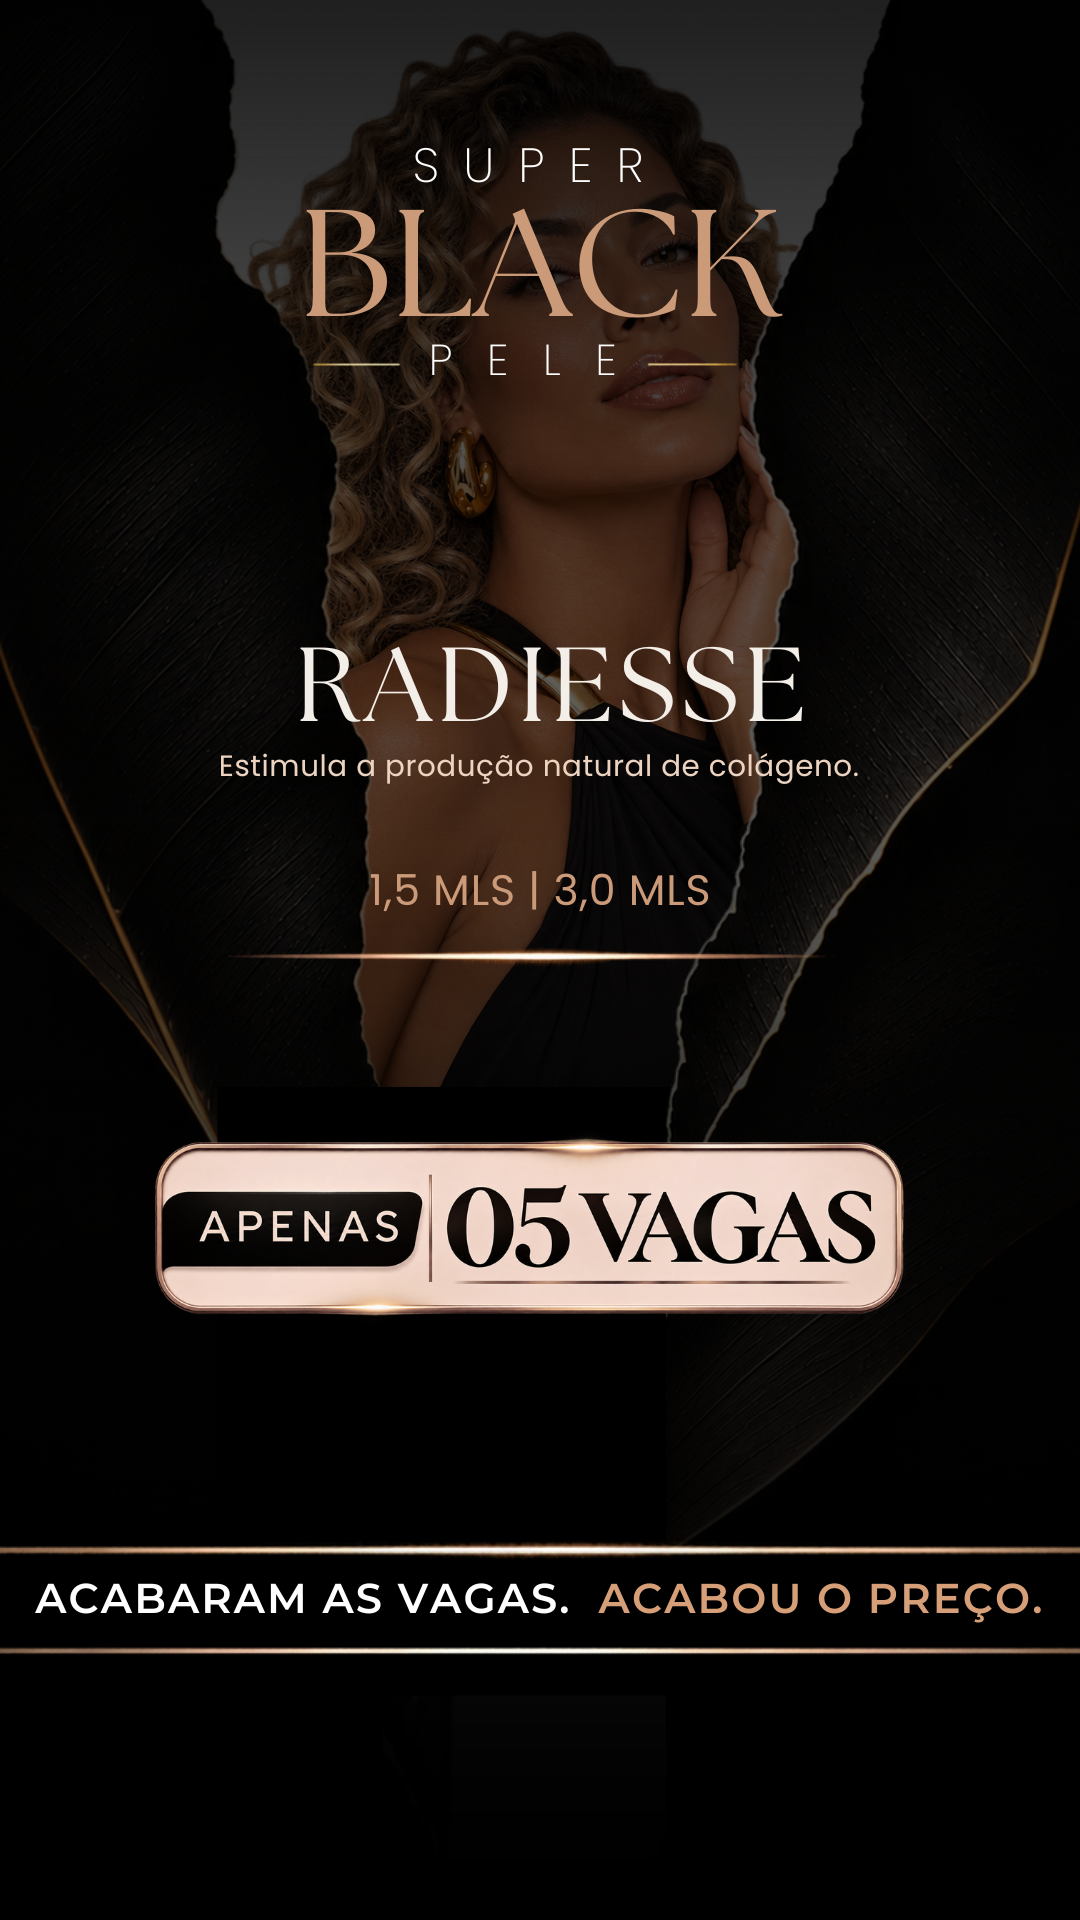 SUPER
BLACK
PELE
RADIESSE
Estimula a produção natural de colágeno.
1,5 MLS | 3,0 MLS
APENAS 05 VAGAS
ACABARAM AS VAGAS. ACABOU O PREÇO.